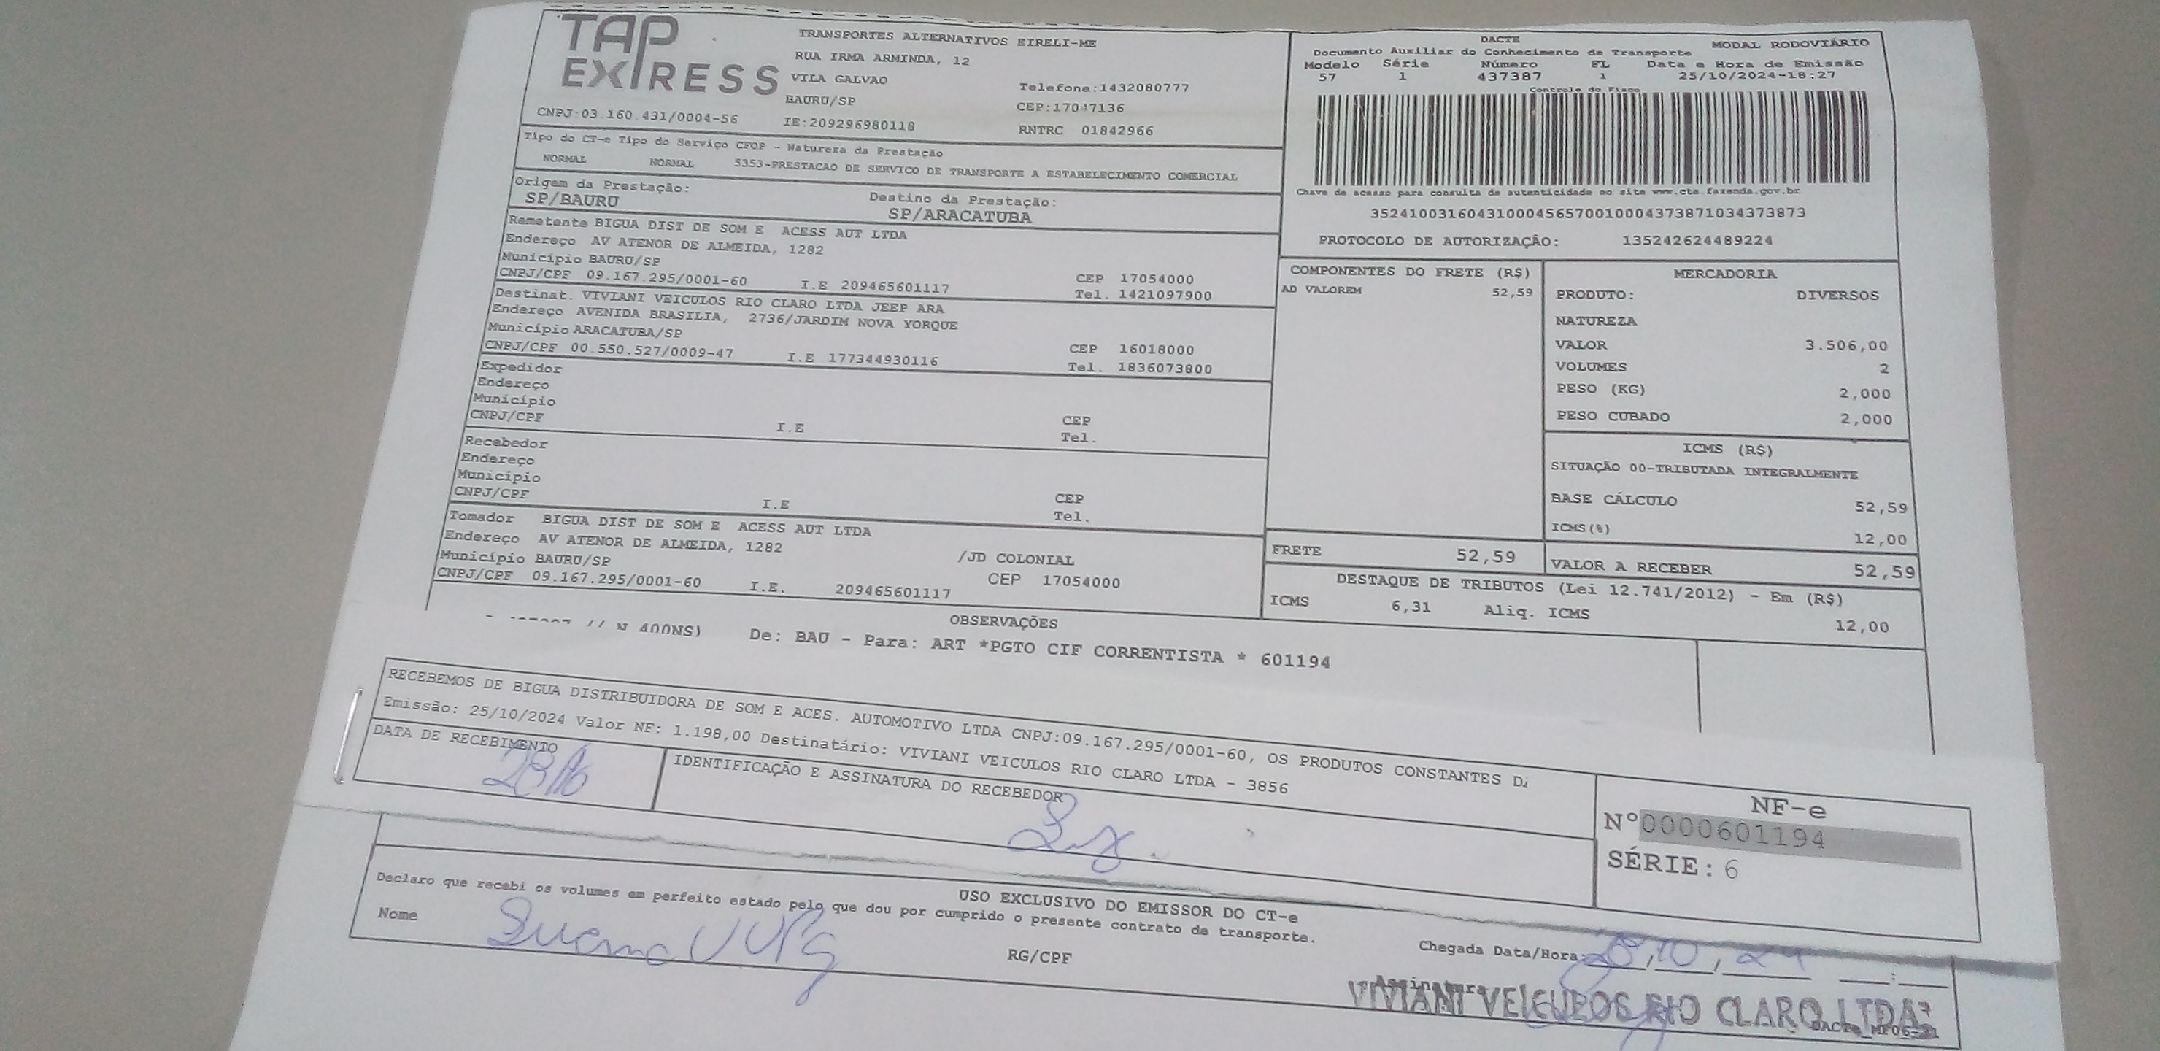 TAP
EXPRESS
TRANSPORTES ALTERNATIVOS EIRELI-ME
RUA IRMA ARMINDA, 12
VILA GALVAO Telefone:1432080777
BAURU/SP CEP:17047136
CNPJ:03.160.431/0004-56 IE:209296980118 RNTRC 01842966
Tipo do CT-e Tipo do Serviço CFOP - Natureza da Prestação
NORMAL NORMAL 5353-PRESTACAO DE SERVICO DE TRANSPORTE A ESTABELECIMENTO COMERCIAL
Origem da Prestação: Destino da Prestação:
SP/BAURU SP/ARACATUBA
Remetente BIGUA DIST DE SOM E ACESS AUT LTDA
Endereço AV ATENOR DE ALMEIDA, 1282
Município BAURU/SP CEP 17054000
CNPJ/CPF 09.167.295/0001-60 I.E 209465601117 Tel. 1421097900
Destinat. VIVIANI VEICULOS RIO CLARO LTDA JEEP ARA
Endereço AVENIDA BRASILIA, 2736/JARDIM NOVA YORQUE
Município ARACATUBA/SP CEP 16018000
CNPJ/CPF 00.550.527/0009-47 I.E 177344930116 Tel. 1836073800
Expedidor
Endereço
Município CEP
CNPJ/CPF I.E Tel.
Recebedor
Endereço
Município CEP
CNPJ/CPF I.E Tel.
Tomador BIGUA DIST DE SOM E ACESS AUT LTDA
Endereço AV ATENOR DE ALMEIDA, 1282 /JD COLONIAL
Município BAURU/SP CEP 17054000
CNPJ/CPF 09.167.295/0001-60 I.E. 209465601117
DACTE
Documento Auxiliar do Conhecimento de Transporte MODAL RODOVIÁRIO
Modelo Série Número FL Data e Hora de Emissão
57 1 437387 1 25/10/2024-18:27
Controle do Fisco
Chave de acesso para consulta de autenticidade no site www.cte.fazenda.gov.br
35241003160431000456570010004373871034373873
PROTOCOLO DE AUTORIZAÇÃO: 135242624489224
COMPONENTES DO FRETE (R$)
AD VALOREM 52,59
MERCADORIA
PRODUTO: DIVERSOS
NATUREZA
VALOR 3.506,00
VOLUMES 2
PESO (KG) 2,000
PESO CUBADO 2,000
ICMS (R$)
SITUAÇÃO 00-TRIBUTADA INTEGRALMENTE
BASE CÁLCULO 52,59
ICMS(%) 12,00
FRETE 52,59 VALOR A RECEBER 52,59
DESTAQUE DE TRIBUTOS (Lei 12.741/2012) - Em (R$)
ICMS 6,31 Aliq. ICMS 12,00
OBSERVAÇÕES
De: BAU - Para: ART *PGTO CIF CORRENTISTA * 601194
RECEBEMOS DE BIGUA DISTRIBUIDORA DE SOM E ACES. AUTOMOTIVO LTDA CNPJ:09.167.295/0001-60, OS PRODUTOS CONSTANTES
Emissão: 25/10/2024 Valor NF: 1.198,00 Destinatário: VIVIANI VEICULOS RIO CLARO LTDA - 3856
DATA DE RECEBIMENTO IDENTIFICAÇÃO E ASSINATURA DO RECEBEDOR
NF-e
Nº0000601194
SÉRIE: 6
USO EXCLUSIVO DO EMISSOR DO CT-e
Declaro que recebi os volumes em perfeito estado pelo que dou por cumprido o presente contrato de transporte.
Nome RG/CPF Chegada Data/Hora: 28,10,24
Assinatura
VIVIANI VEICULOS RIO CLARO LTDA